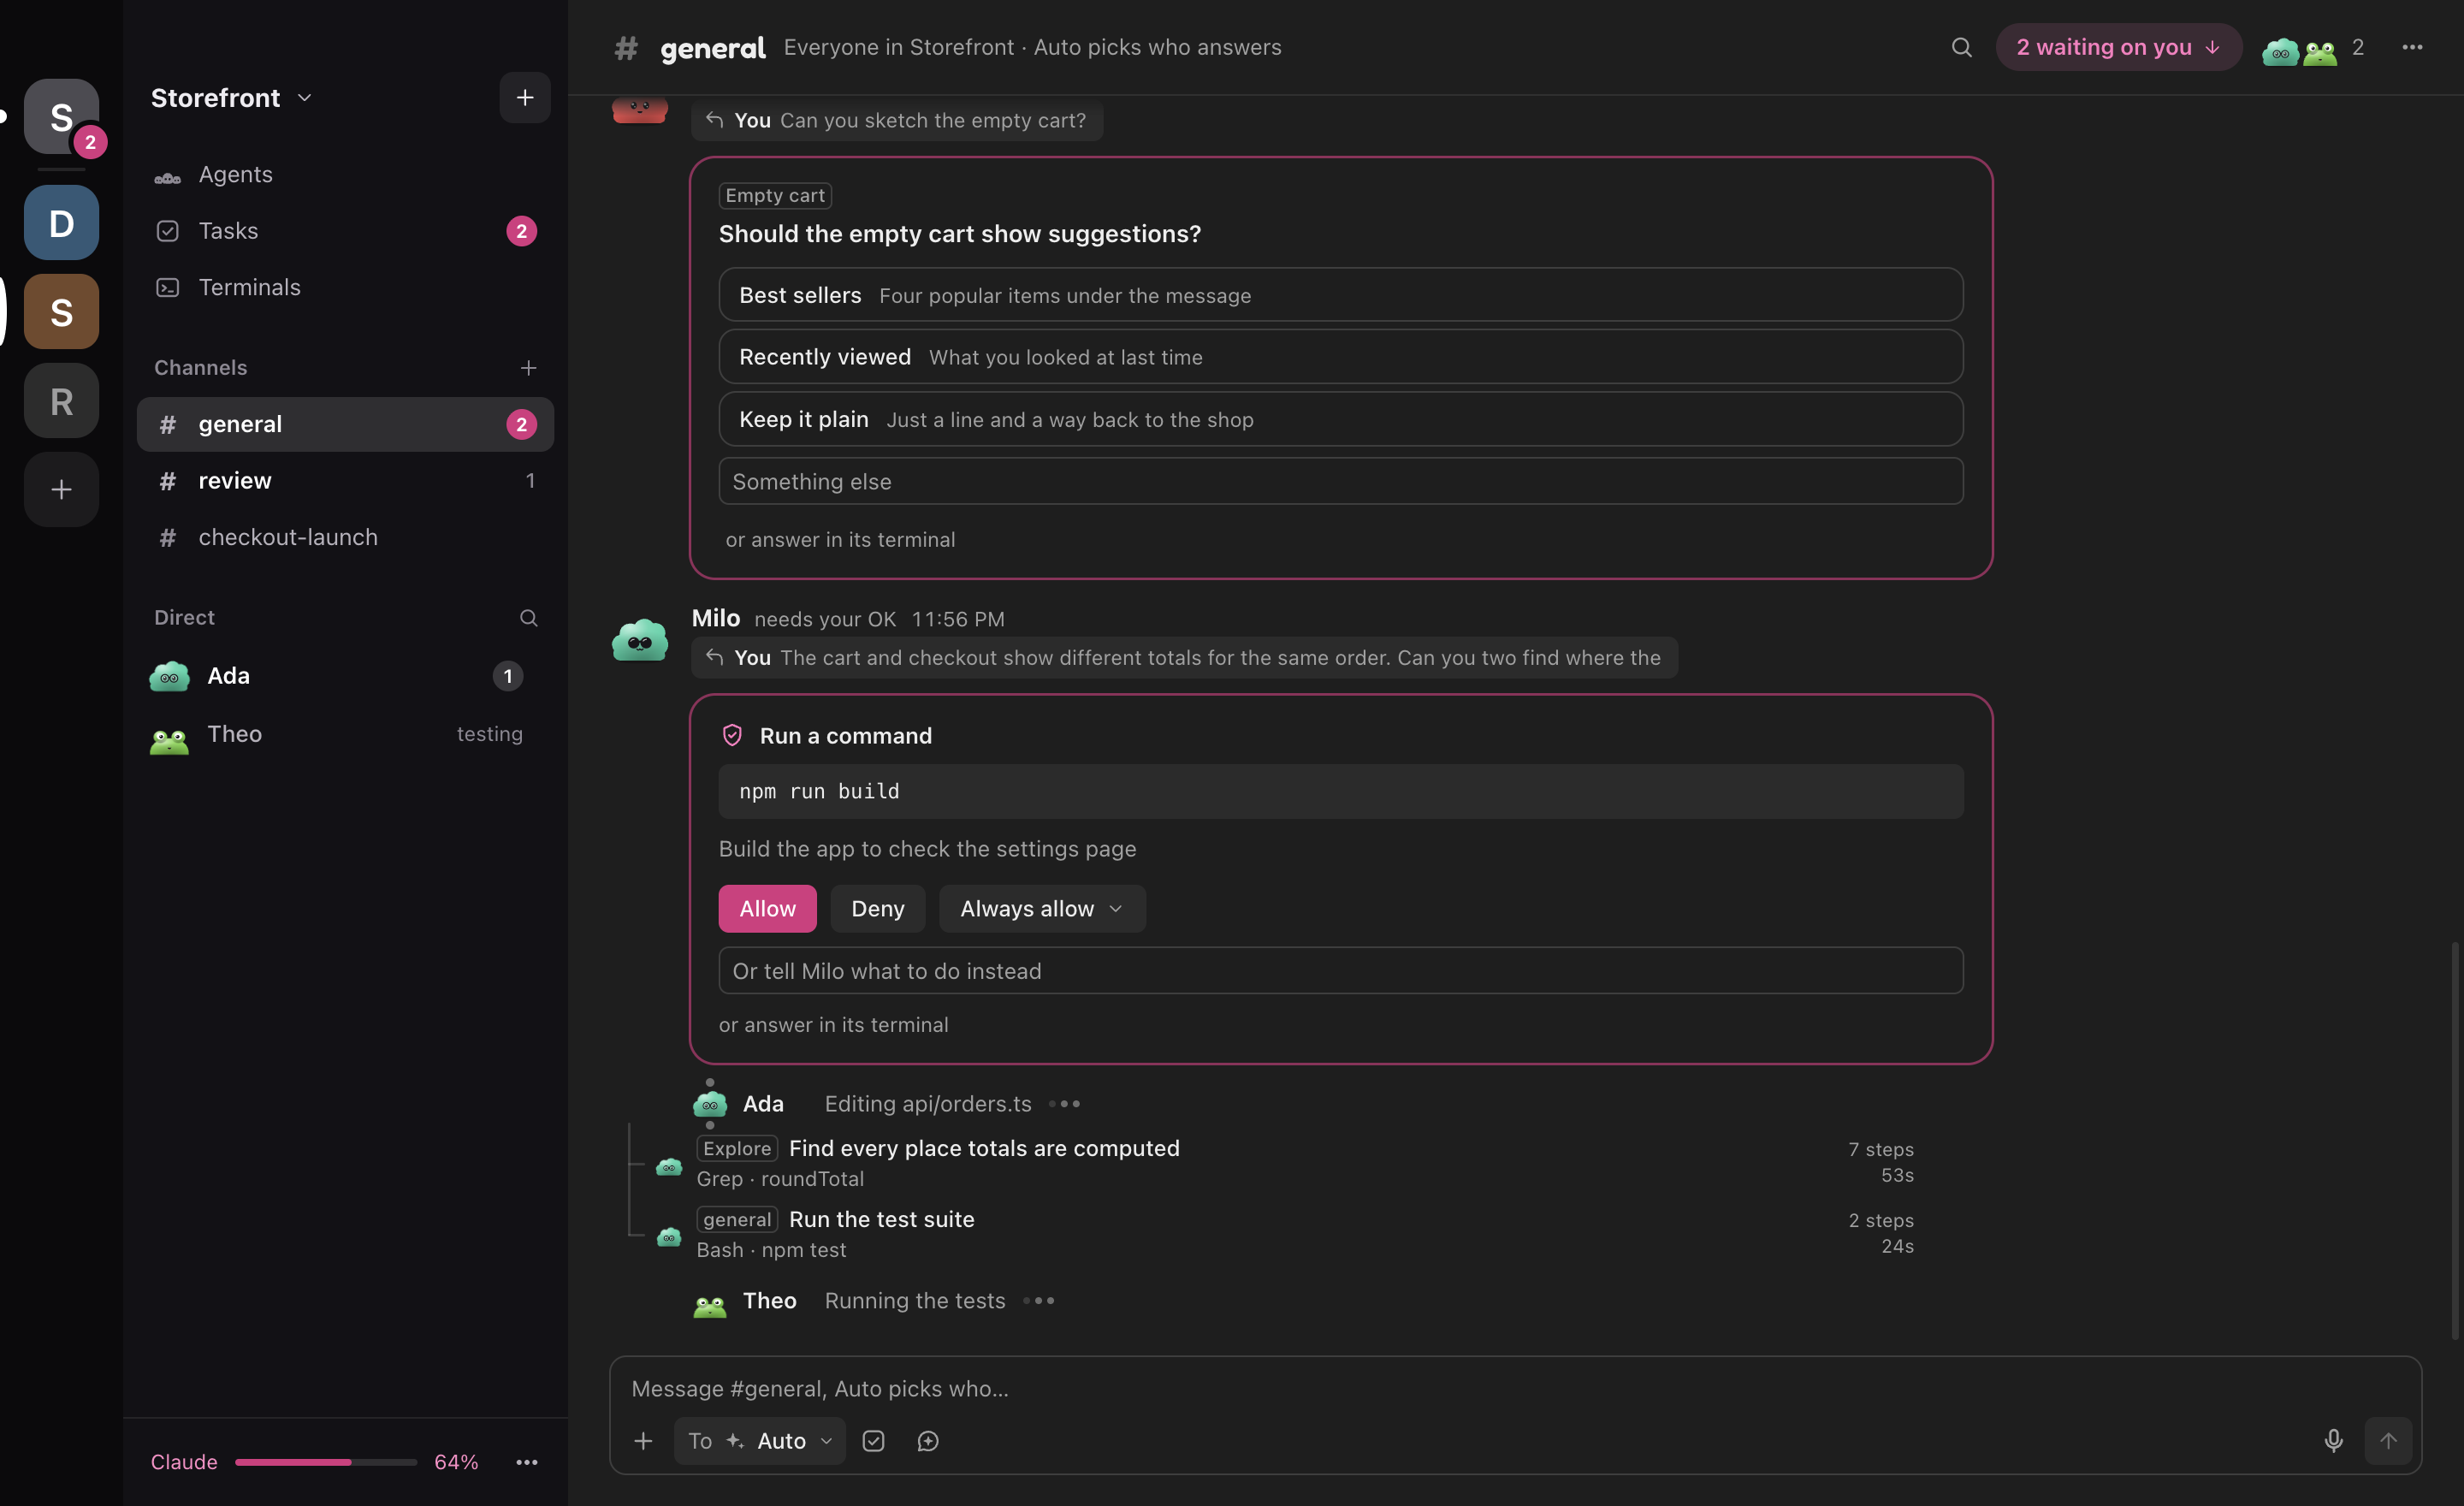 S
2
D
S
R
Storefront
Agents
Tasks 2
Terminals
Channels
# general 2
# review 1
# checkout-launch
Direct
Ada 1
Theo testing
Claude 64%
# general Everyone in Storefront · Auto picks who answers
2 waiting on you
2
You Can you sketch the empty cart?
Empty cart
Should the empty cart show suggestions?
Best sellers Four popular items under the message
Recently viewed What you looked at last time
Keep it plain Just a line and a way back to the shop
Something else
or answer in its terminal
Milo needs your OK 11:56 PM
You The cart and checkout show different totals for the same order. Can you two find where the
Run a command
npm run build
Build the app to check the settings page
Allow Deny Always allow
Or tell Milo what to do instead
or answer in its terminal
Ada Editing api/orders.ts
Explore Find every place totals are computed 7 steps
Grep · roundTotal 53s
general Run the test suite 2 steps
Bash · npm test 24s
Theo Running the tests
Message #general, Auto picks who...
To Auto